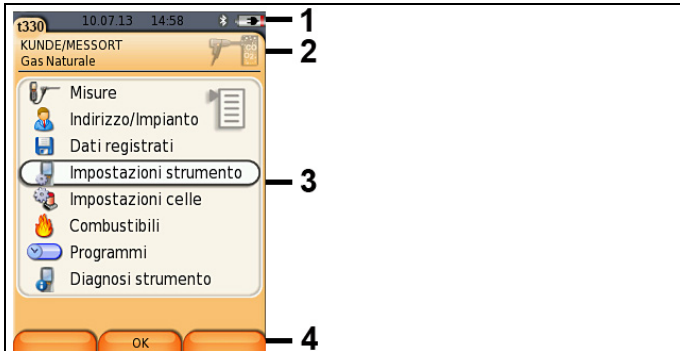 t330 10.07.13 14:58 1
KUNDE/MESSORT
Gas Naturale
2
Misure
Indirizzo/Impianto
Dati registrati
Impostazioni strumento 3
Impostazioni celle
Combustibili
Programmi
Diagnosi strumento
OK 4